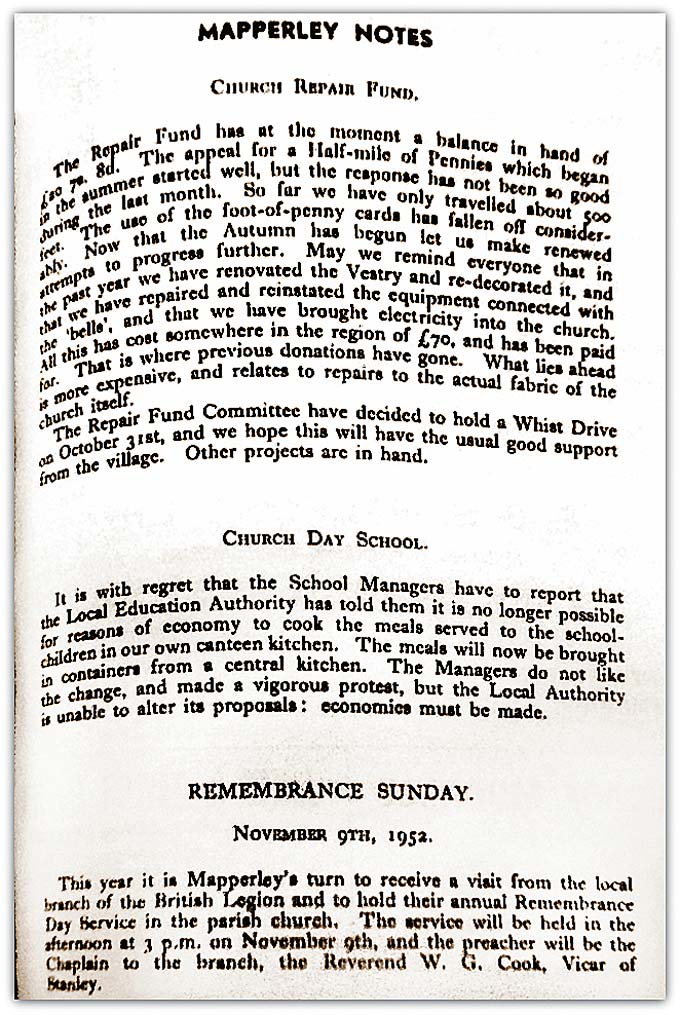 MAPPERLEY NOTES
CHURCH REPAIR FUND.
The Repair Fund has at the moment a balance in hand of
£20 7s. 8d. The appeal for a Half-mile of Pennies which began
in the summer started well, but the response has not been so good
during the last month. So far we have only travelled about 500
feet. The use of the foot-of-penny cards has fallen off consider-
ably. Now that the Autumn has begun let us make renewed
attempts to progress further. May we remind everyone that in
the past year we have renovated the Vestry and re-decorated it, and
that we have repaired and reinstated the equipment connected with
the 'bells', and that we have brought electricity into the church.
All this has cost somewhere in the region of £70, and has been paid
for. That is where previous donations have gone. What lies ahead
is more expensive, and relates to repairs to the actual fabric of the
church itself.
The Repair Fund Committee have decided to hold a Whist Drive
on October 31st, and we hope this will have the usual good support
from the village. Other projects are in hand.
CHURCH DAY SCHOOL.
It is with regret that the School Managers have to report that
the Local Education Authority has told them it is no longer possible
for reasons of economy to cook the meals served to the school-
children in our own canteen kitchen. The meals will now be brought
in containers from a central kitchen. The Managers do not like
the change, and made a vigorous protest, but the Local Authority
is unable to alter its proposals: economies must be made.
REMEMBRANCE SUNDAY.
NOVEMBER 9TH, 1952.
This year it is Mapperley's turn to receive a visit from the local
branch of the British Legion and to hold their annual Remembrance
Day Service in the parish church. The service will be held in the
afternoon at 3 p.m. on November 9th, and the preacher will be the
Chaplain to the branch, the Reverend W. G. Cook, Vicar of
Stanley.